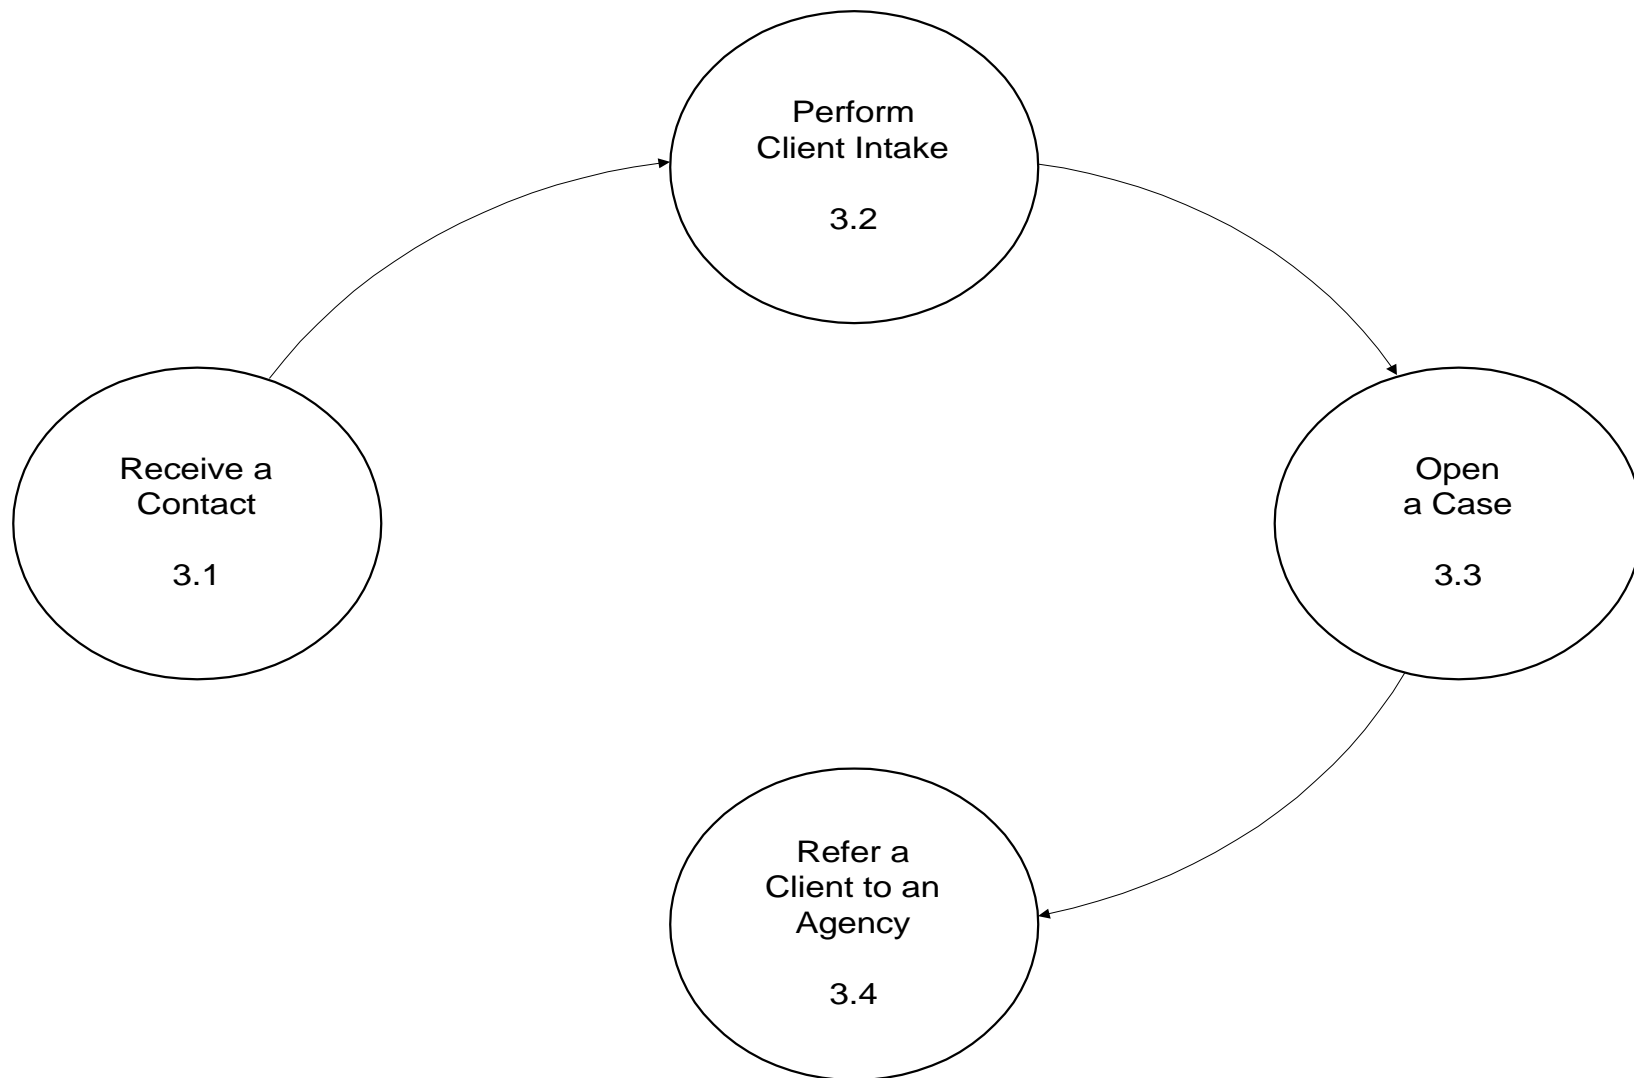 Perform
Client Intake
3.2
Receive a
Contact
3.1
Open
a Case
3.3
Refer a
Client to an
Agency
3.4